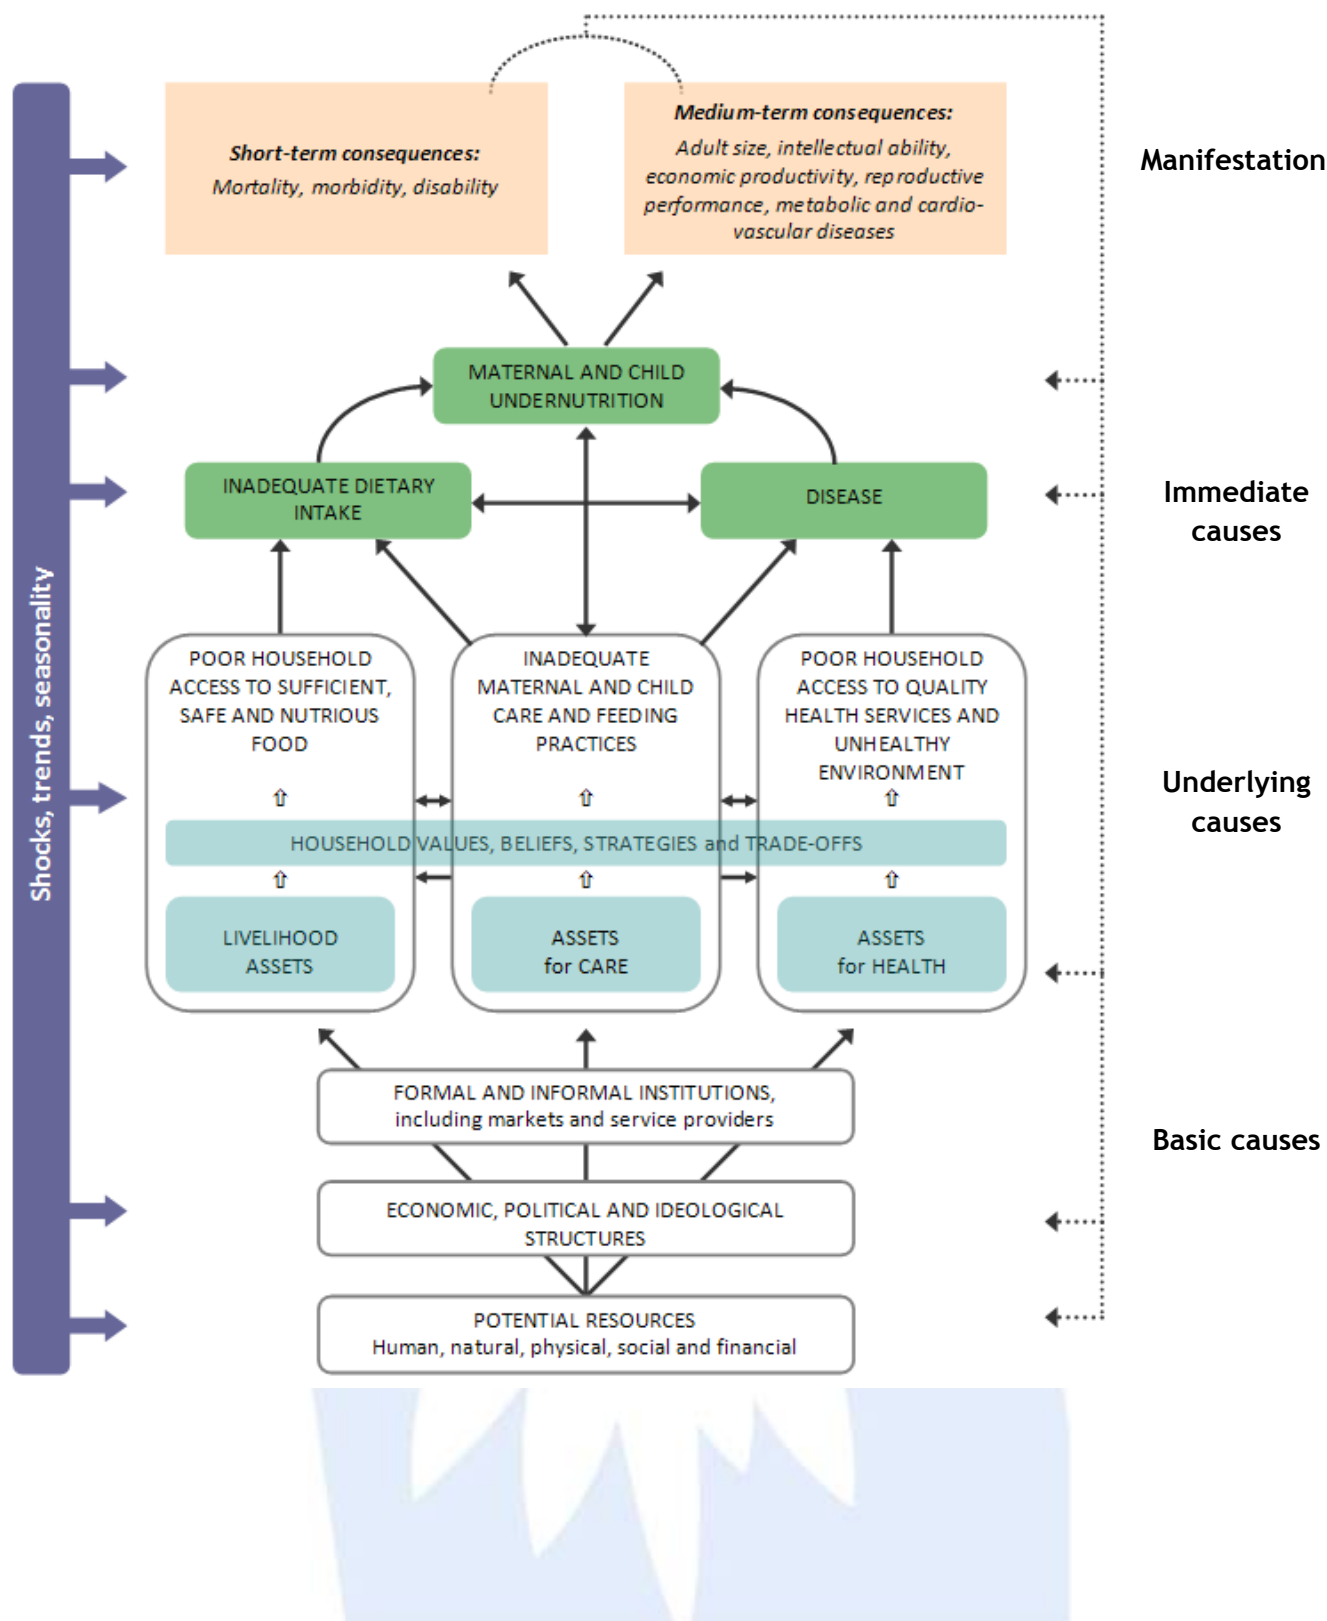 Short-term consequences:
Mortality, morbidity, disability
Medium-term consequences:
Adult size, intellectual ability,
economic productivity, reproductive
performance, metabolic and cardio-
vascular diseases
Manifestation
MATERNAL AND CHILD
UNDERNUTRITION
INADEQUATE DIETARY
INTAKE
DISEASE
Immediate
causes
Shocks, trends, seasonality
POOR HOUSEHOLD
ACCESS TO SUFFICIENT,
SAFE AND NUTRIOUS
FOOD
INADEQUATE
MATERNAL AND CHILD
CARE AND FEEDING
PRACTICES
POOR HOUSEHOLD
ACCESS TO QUALITY
HEALTH SERVICES AND
UNHEALTHY
ENVIRONMENT
Underlying
causes
HOUSEHOLD VALUES, BELIEFS, STRATEGIES and TRADE-OFFS
LIVELIHOOD
ASSETS
ASSETS
for CARE
ASSETS
for HEALTH
FORMAL AND INFORMAL INSTITUTIONS,
including markets and service providers
Basic causes
ECONOMIC, POLITICAL AND IDEOLOGICAL
STRUCTURES
POTENTIAL RESOURCES
Human, natural, physical, social and financial